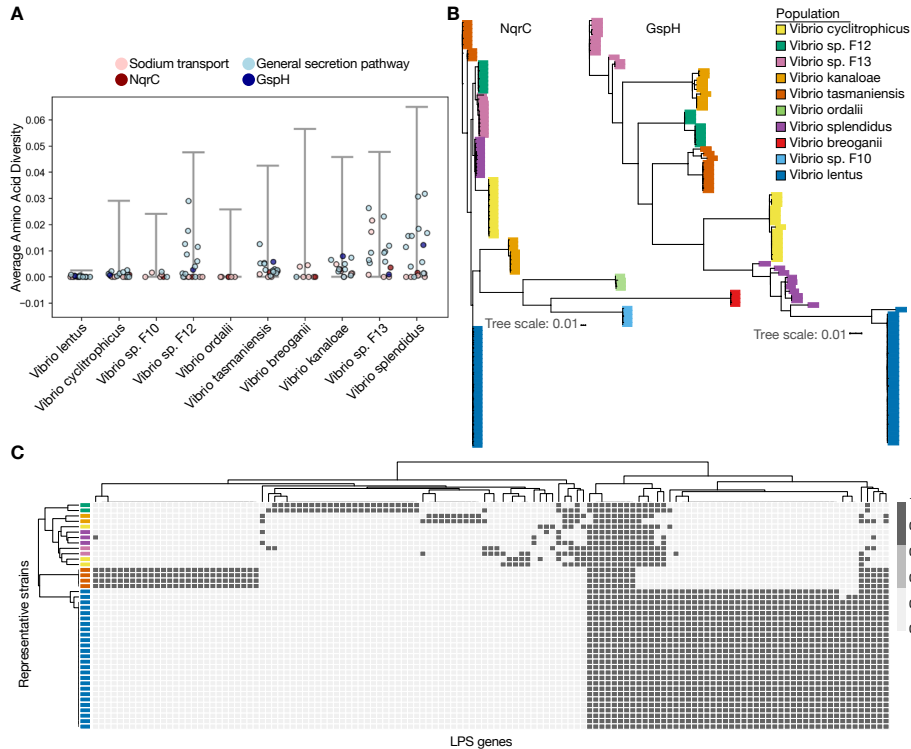 A
Sodium transport
General secretion pathway
NqrC
GspH
Average Amino Acid Diversity
0.06
0.05
0.04
0.03
0.02
0.01
0.00
−0.01
Vibrio lentus
Vibrio cyclitrophicus
Vibrio sp. F10
Vibrio sp. F12
Vibrio ordalii
Vibrio tasmaniensis
Vibrio breoganii
Vibrio kanaloae
Vibrio sp. F13
Vibrio splendidus
B
NqrC
GspH
Tree scale: 0.01
Tree scale: 0.01
Population
Vibrio cyclitrophicus
Vibrio sp. F12
Vibrio sp. F13
Vibrio kanaloae
Vibrio tasmaniensis
Vibrio ordalii
Vibrio splendidus
Vibrio breoganii
Vibrio sp. F10
Vibrio lentus
C
Representative strains
LPS genes